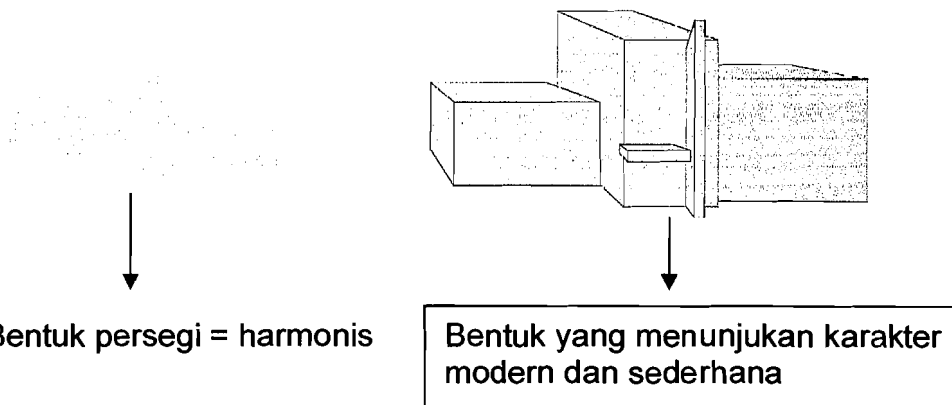 Bentuk persegi = harmonis
Bentuk yang menunjukan karakter
modern dan sederhana